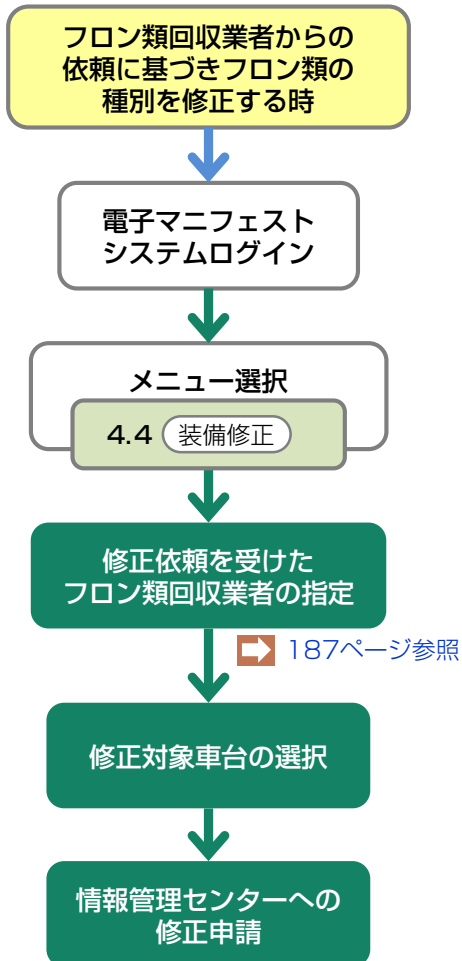 フロン類回収業者からの
依頼に基づきフロン類の
種別を修正する時
電子マニフェスト
システムログイン
メニュー選択
4.4 装備修正
修正依頼を受けた
フロン類回収業者の指定
187ページ参照
修正対象車台の選択
情報管理センターへの
修正申請